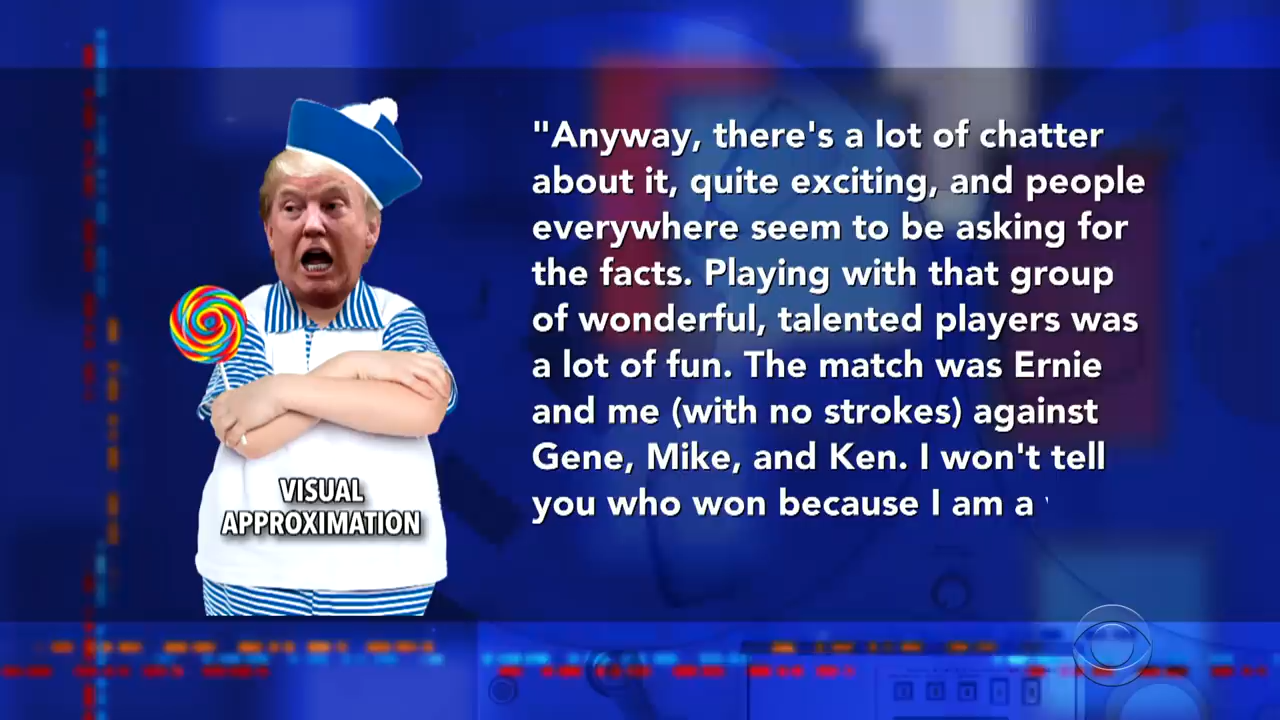 "Anyway, there's a lot of chatter
about it, quite exciting, and people
everywhere seem to be asking for
the facts. Playing with that group
of wonderful, talented players was
a lot of fun. The match was Ernie
and me (with no strokes) against
Gene, Mike, and Ken. I won't tell
you who won because I am a
VISUAL
APPROXIMATION